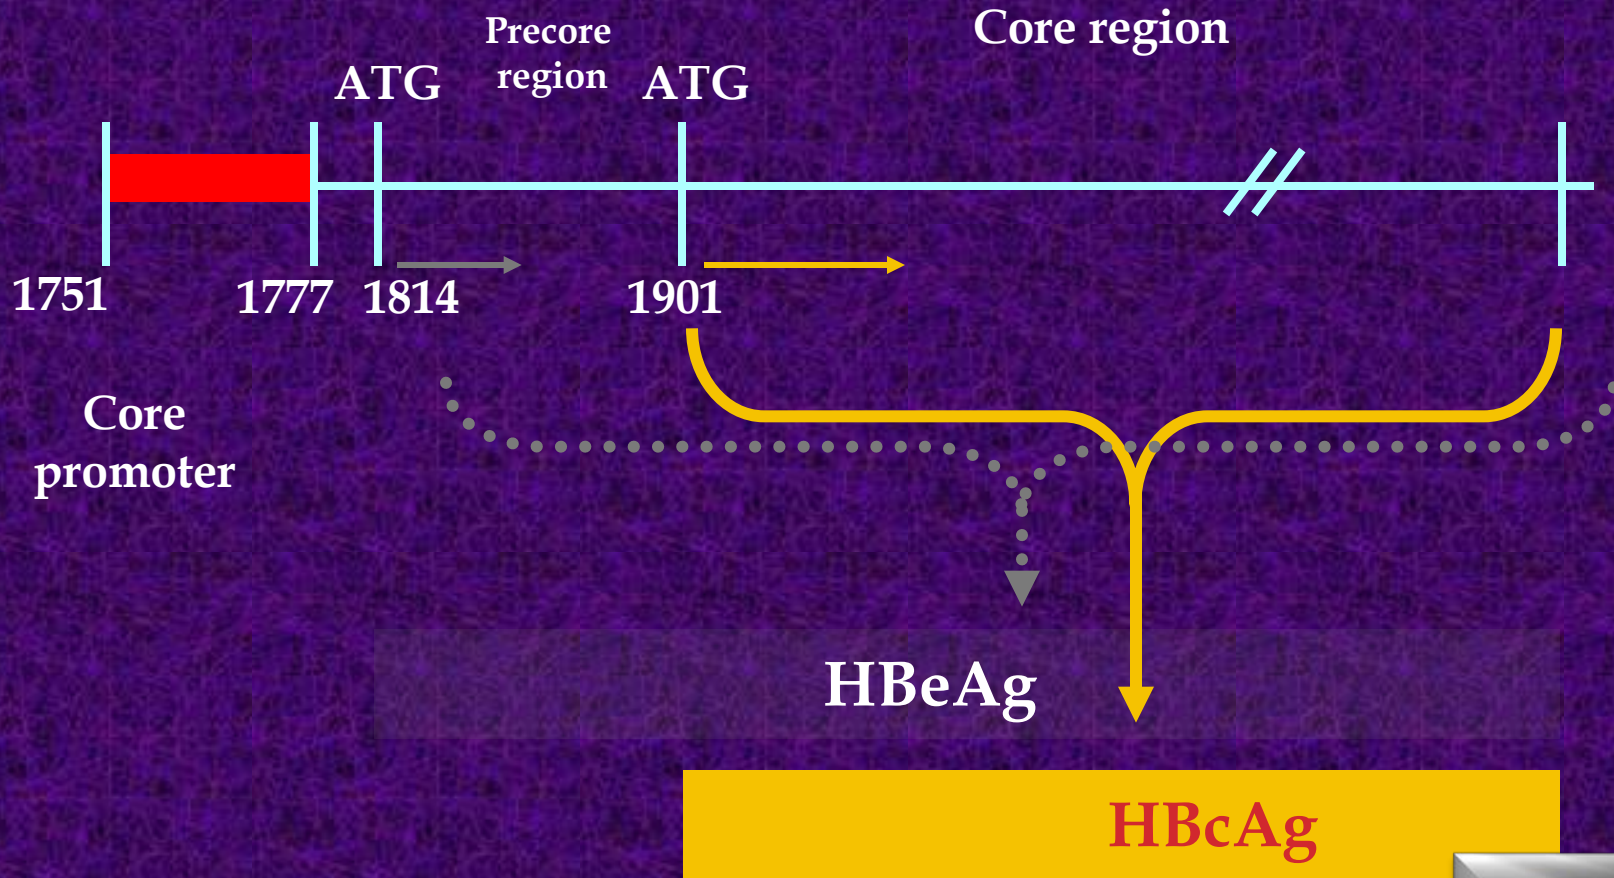 Precore
region
Core region
ATG
ATG
1751
1777
1814
1901
Core
promoter
HBeAg
HBcAg